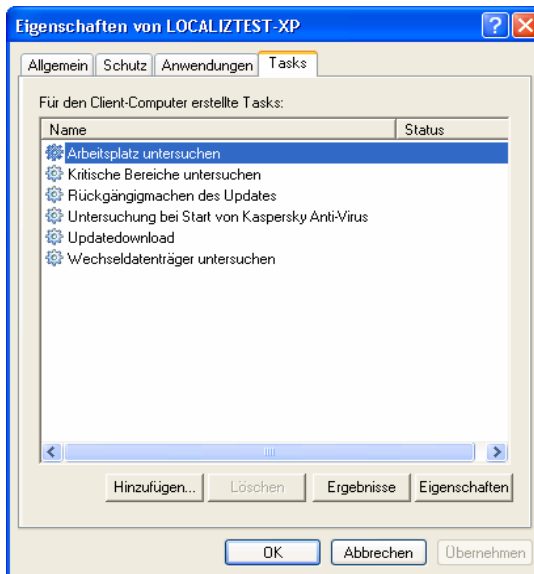 Eigenschaften von LOCALIZTEST-XP
Allgemein Schutz Anwendungen Tasks
Für den Client-Computer erstellte Tasks:
Name Status
Arbeitsplatz untersuchen
Kritische Bereiche untersuchen
Rückgängigmachen des Updates
Untersuchung bei Start von Kaspersky Anti-Virus
Updatedownload
Wechseldatenträger untersuchen
Hinzufügen... Löschen Ergebnisse Eigenschaften
OK Abbrechen Übernehmen